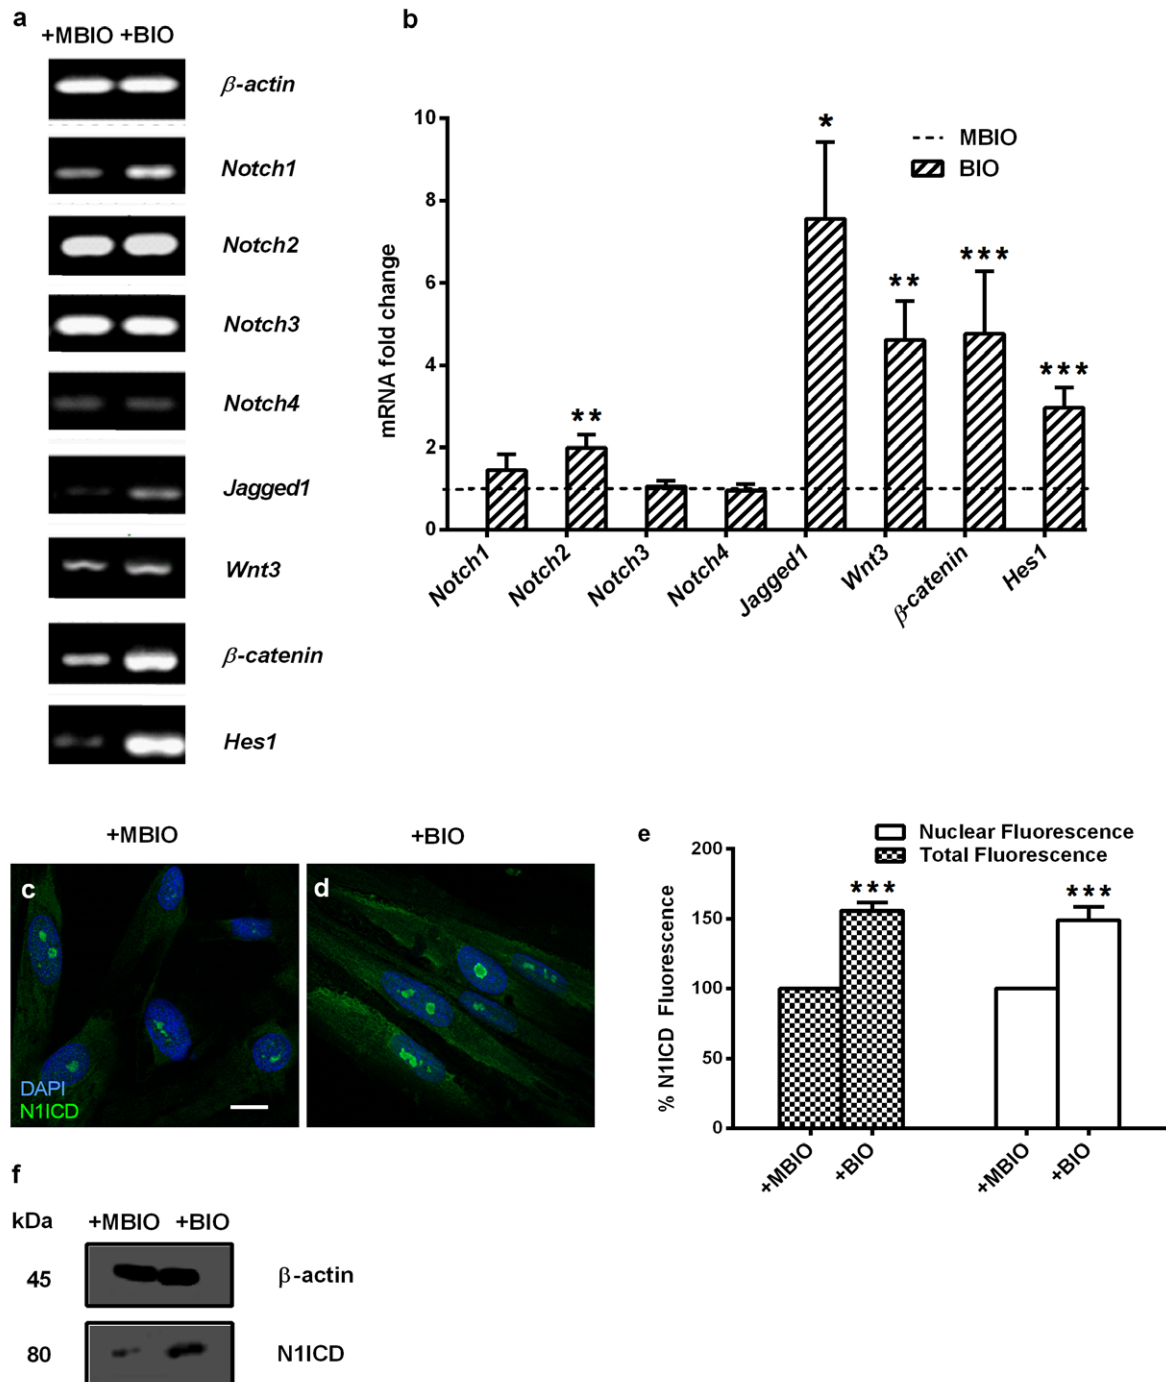 a
+MBIO +BIO
β-actin
Notch1
Notch2
Notch3
Notch4
Jagged1
Wnt3
β-catenin
Hes1
b
mRNA fold change
10
8
6
4
2
0
MBIO
BIO
*
**
***
***
**
Notch1
Notch2
Notch3
Notch4
Jagged1
Wnt3
β-catenin
Hes1
+MBIO
+BIO
c
d
DAPI
N1ICD
e
Nuclear Fluorescence
Total Fluorescence
% N1ICD Fluorescence
200
150
100
50
0
***
***
+MBIO
+BIO
+MBIO
+BIO
f
kDa
+MBIO +BIO
45
β-actin
80
N1ICD